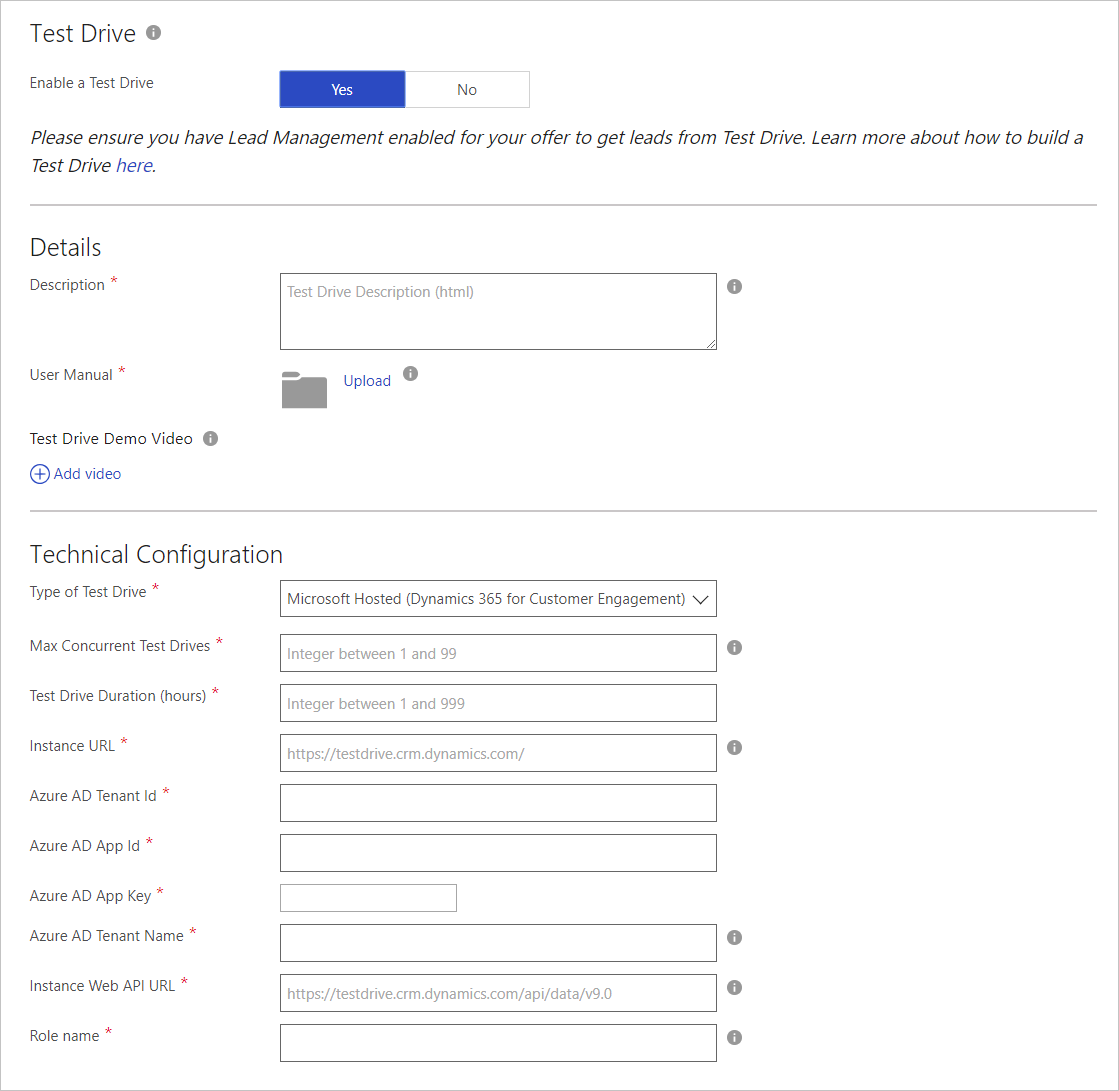 Test Drive
Enable a Test Drive
Yes
No
Please ensure you have Lead Management enabled for your offer to get leads from Test Drive. Learn more about how to build a
Test Drive here.
Details
Description *
Test Drive Description (html)
User Manual *
Upload
Test Drive Demo Video
Add video
Technical Configuration
Type of Test Drive *
Microsoft Hosted (Dynamics 365 for Customer Engagement)
Max Concurrent Test Drives *
Integer between 1 and 99
Test Drive Duration (hours) *
Integer between 1 and 999
Instance URL *
https://testdrive.crm.dynamics.com/
Azure AD Tenant Id *
Azure AD App Id *
Azure AD App Key *
Azure AD Tenant Name *
Instance Web API URL *
https://testdrive.crm.dynamics.com/api/data/v9.0
Role name *